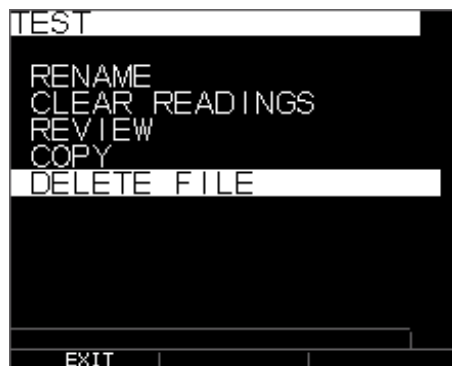 TEST
RENAME
CLEAR READINGS
REVIEW
COPY
DELETE FILE
EXIT